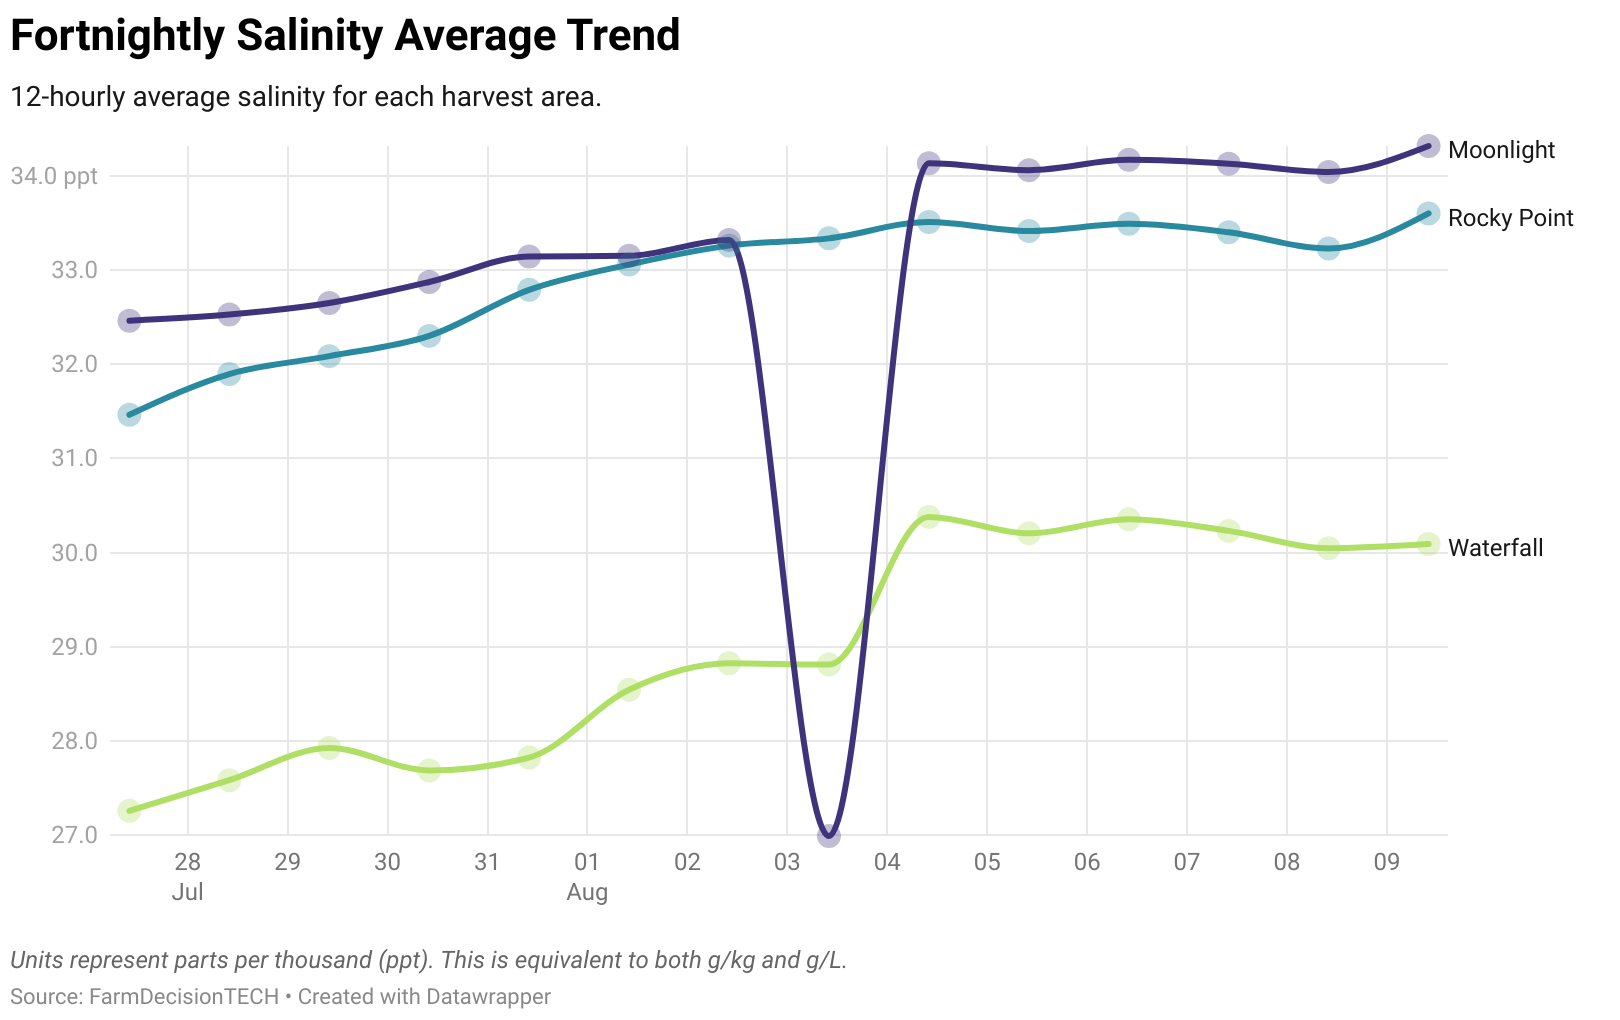 Fortnightly Salinity Average Trend
12-hourly average salinity for each harvest area.
Moonlight
34.0 ppt
Rocky Point
33.0
32.0
31.0
30.0
Waterfall
29.0
28.0
27.0
28 29 30 31 01 02 03 04 05 06 07 08 09
Jul Aug
Units represent parts per thousand (ppt). This is equivalent to both g/kg and g/L.
Source: FarmDecisionTECH • Created with Datawrapper